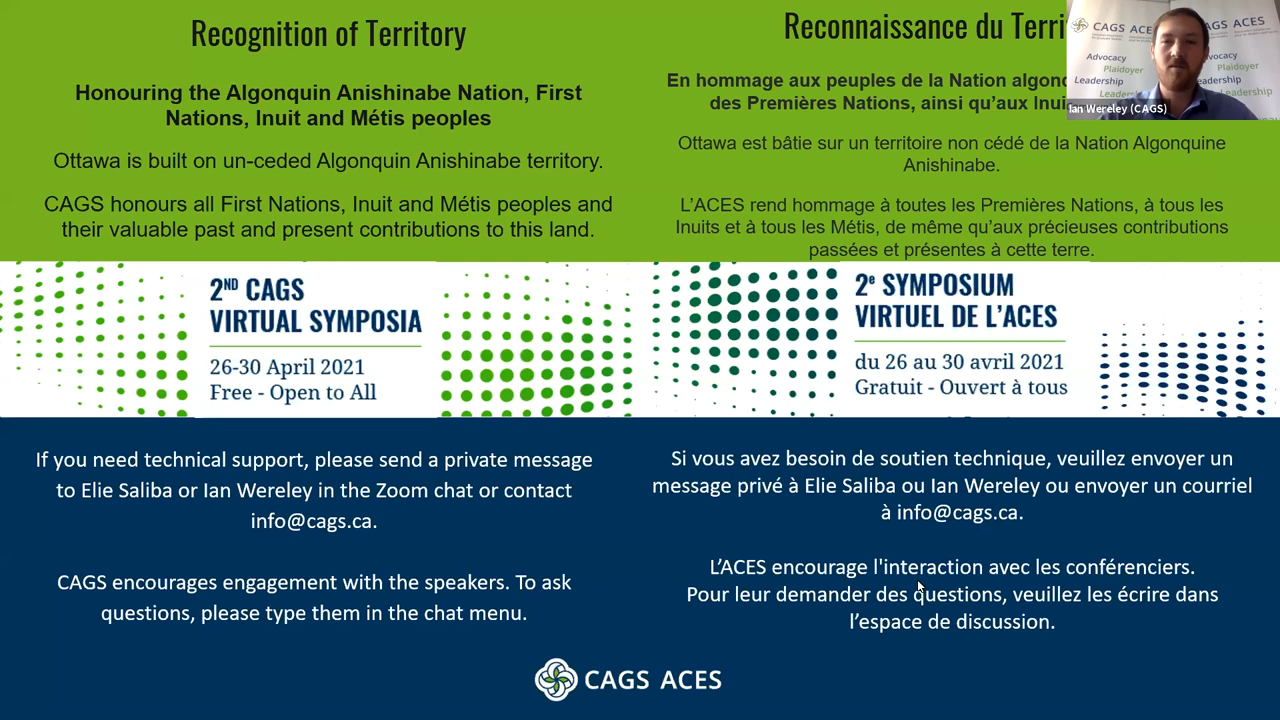 Recognition of Territory
Honouring the Algonquin Anishinabe Nation, First
Nations, Inuit and Métis peoples
Ottawa is built on un-ceded Algonquin Anishinabe territory.
CAGS honours all First Nations, Inuit and Métis peoples and
their valuable past and present contributions to this land.
Reconnaissance du Terri
En hommage aux peuples de la Nation algon
des Premières Nations, ainsi qu’aux Inui
Ottawa est bâtie sur un territoire non cédé de la Nation Algonquine
Anishinabe.
L’ACES rend hommage à toutes les Premières Nations, à tous les
Inuits et à tous les Métis, de même qu’aux précieuses contributions
passées et présentes à cette terre.
CAGS ACES
Advocacy
Plaidoyer
Leadership
Advocacy
Plaidoyer
Leadership
Ian Wereley (CAGS)
2ND CAGS
VIRTUAL SYMPOSIA
26-30 April 2021
Free - Open to All
2e SYMPOSIUM
VIRTUEL DE L’ACES
du 26 au 30 avril 2021
Gratuit - Ouvert à tous
If you need technical support, please send a private message
to Elie Saliba or Ian Wereley in the Zoom chat or contact
info@cags.ca.
CAGS encourages engagement with the speakers. To ask
questions, please type them in the chat menu.
Si vous avez besoin de soutien technique, veuillez envoyer un
message privé à Elie Saliba ou Ian Wereley ou envoyer un courriel
à info@cags.ca.
L’ACES encourage l'interaction avec les conférenciers.
Pour leur demander des questions, veuillez les écrire dans
l’espace de discussion.
CAGS ACES